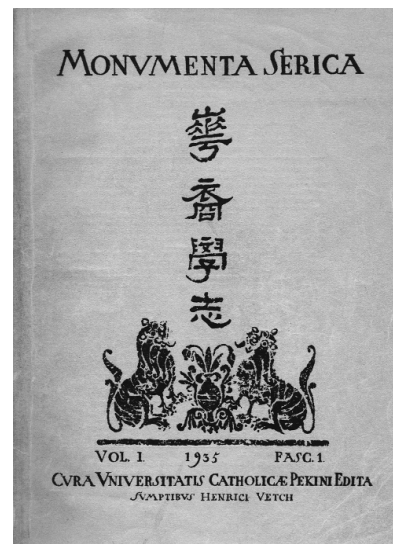 MONVMENTA SERICA
華
裔
學
志
VOL. I. 1935 FASC. 1.
CVRA VNIVERSITATIS CATHOLICÆ PEKINI EDITA
SVMPTIBVS HENRICI VETCH